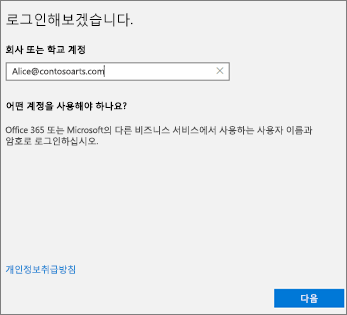 로그인해보겠습니다.
회사 또는 학교 계정
Alice@contosoarts.com
어떤 계정을 사용해야 하나요?
Office 365 또는 Microsoft의 다른 비즈니스 서비스에서 사용하는 사용자 이름과
암호로 로그인하십시오.
개인정보취급방침
다음